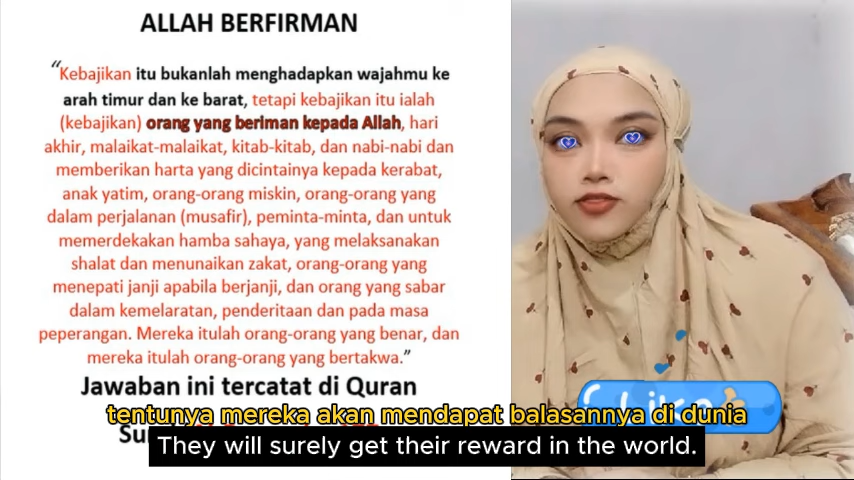 ALLAH BERFIRMAN
“Kebajikan itu bukanlah menghadapkan wajahmu ke
arah timur dan ke barat, tetapi kebajikan itu ialah
(kebajikan) orang yang beriman kepada Allah, hari
akhir, malaikat-malaikat, kitab-kitab, dan nabi-nabi dan
memberikan harta yang dicintainya kepada kerabat,
anak yatim, orang-orang miskin, orang-orang yang
dalam perjalanan (musafir), peminta-minta, dan untuk
memerdekakan hamba sahaya, yang melaksanakan
shalat dan menunaikan zakat, orang-orang yang
menepati janji apabila berjanji, dan orang yang sabar
dalam kemelaratan, penderitaan dan pada masa
peperangan. Mereka itulah orang-orang yang benar, dan
mereka itulah orang-orang yang bertakwa.”
Jawaban ini tercatat di Quran
Like
tentunya mereka akan mendapat balasannya di dunia
They will surely get their reward in the world.